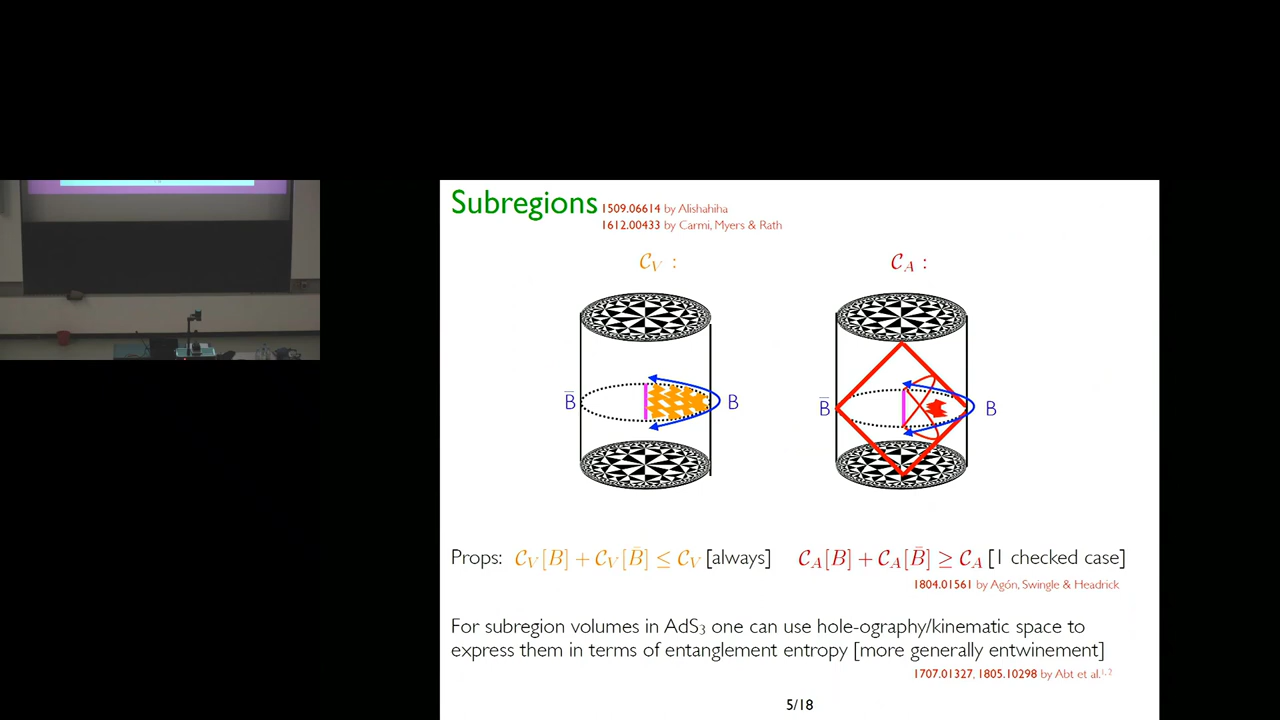 Subregions 1509.06614 by Alishahiha
1612.00433 by Carmi, Myers & Rath
𝒞_V : 𝒞_A :
B̄ B B̄ B
Props: 𝒞_V[B] + 𝒞_V[B̄] ≤ 𝒞_V [always] 𝒞_A[B] + 𝒞_A[B̄] ≥ 𝒞_A [1 checked case]
1804.01561 by Agón, Swingle & Headrick
For subregion volumes in AdS₃ one can use hole-ography/kinematic space to
express them in terms of entanglement entropy [more generally entwinement]
1707.01327, 1805.10298 by Abt et al.¹˒²
5/18